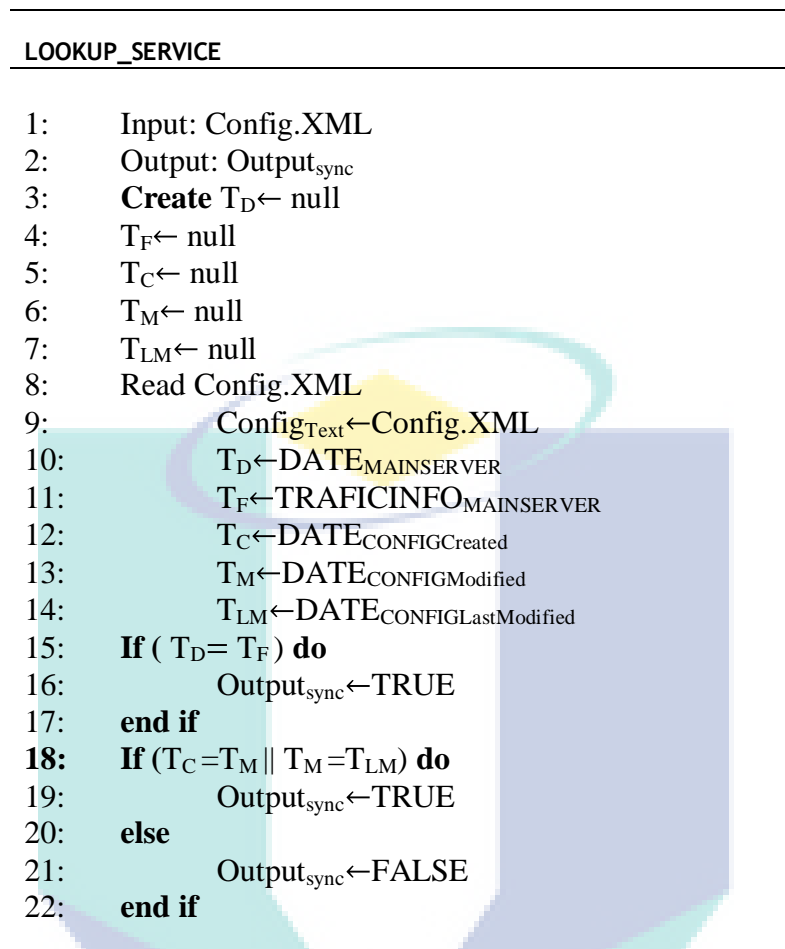 LOOKUP_SERVICE
1: Input: Config.XML
2: Output: Output_sync
3: Create T_D← null
4: T_F← null
5: T_C← null
6: T_M← null
7: T_LM← null
8: Read Config.XML
9: Config_Text←Config.XML
10: T_D←DATE_MAINSERVER
11: T_F←TRAFICINFO_MAINSERVER
12: T_C←DATE_CONFIGCreated
13: T_M←DATE_CONFIGModified
14: T_LM←DATE_CONFIGLastModified
15: If ( T_D= T_F ) do
16: Output_sync←TRUE
17: end if
18: If (T_C =T_M || T_M =T_LM) do
19: Output_sync←TRUE
20: else
21: Output_sync←FALSE
22: end if